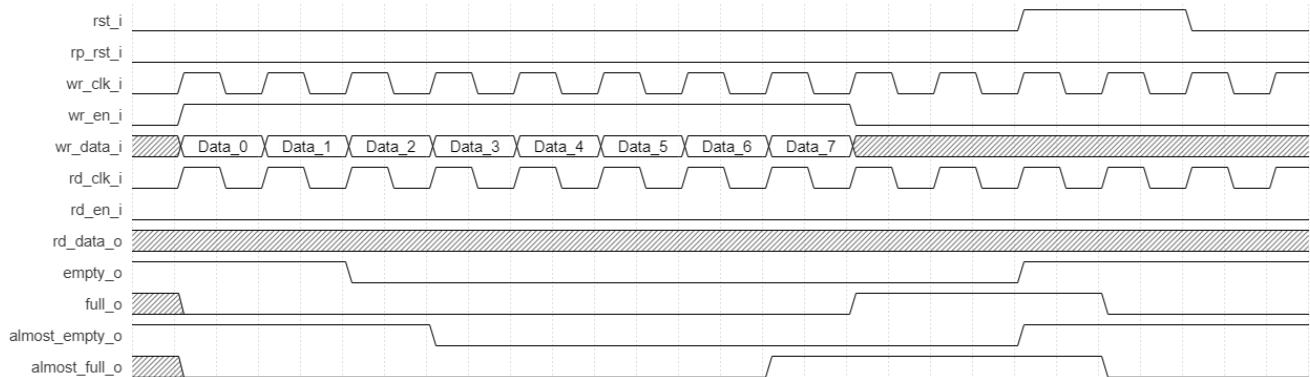 rst_i
rp_rst_i
wr_clk_i
wr_en_i
wr_data_i Data_0 Data_1 Data_2 Data_3 Data_4 Data_5 Data_6 Data_7
rd_clk_i
rd_en_i
rd_data_o
empty_o
full_o
almost_empty_o
almost_full_o